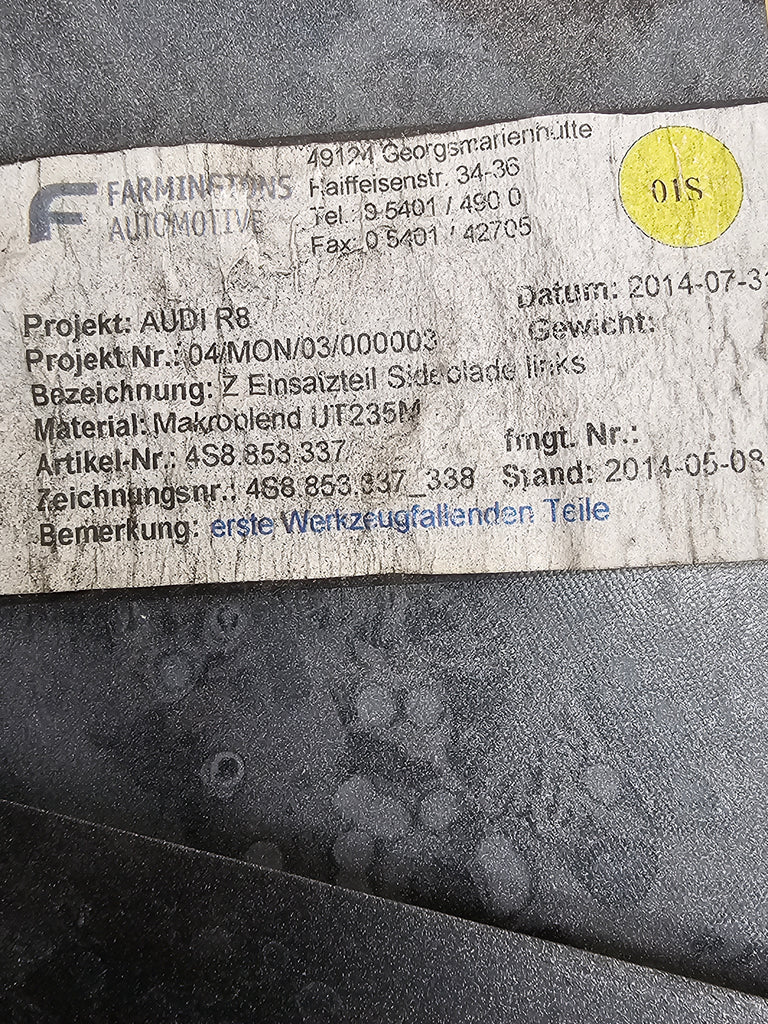 FARMINGTONS
AUTOMOTIVE
49124 Georgsmarienhütte
Raiffeisenstr. 34-36
Tel.: 0 5401 / 490 0
Fax 0 5401 / 42705
01S
Projekt: AUDI R8
Datum: 2014-07-31
Projekt Nr.: 04/MON/03/000003
Gewicht:
Bezeichnung: Z Einsatzteil Sideblade links
Material: Makroblend UT235M
Artikel-Nr.: 4S8.853.337
frngt. Nr.:
Zeichnungsnr.: 4S8.853.337_338
Stand: 2014-05-08
Bemerkung: erste Werkzeugfallenden Teile